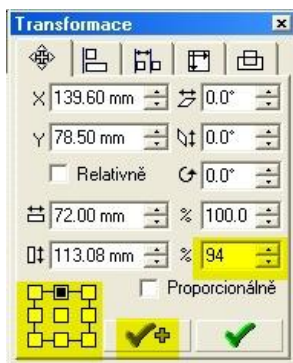 Transformace
X 139.60 mm 0.0°
Y 78.50 mm 0.0°
Relativně 0.0°
72.00 mm % 100.0
113.08 mm % 94
Proporcionálně